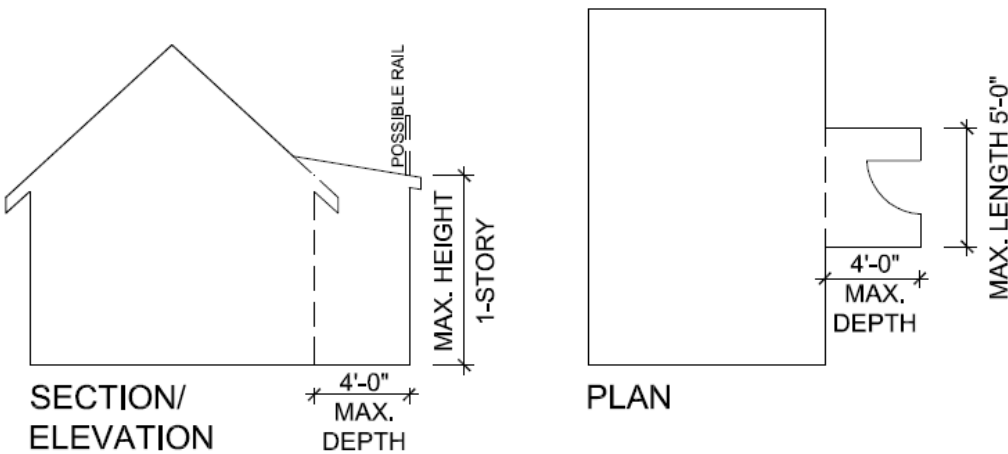 POSSIBLE RAIL
MAX. HEIGHT
1-STORY
4'-0"
MAX.
DEPTH
SECTION/
ELEVATION
MAX. LENGTH 5'-0"
4'-0"
MAX.
DEPTH
PLAN